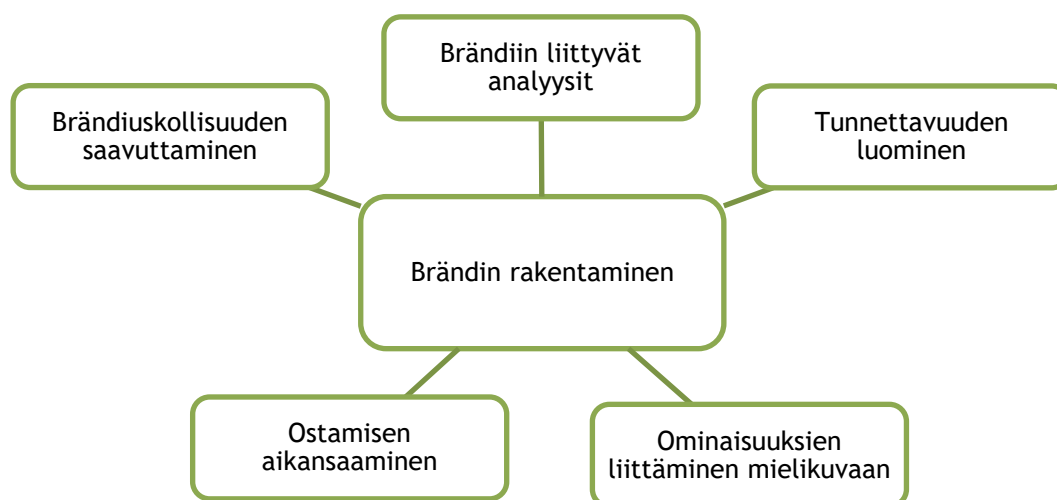 Brändiin liittyvät
analyysit
Brändiuskollisuuden
saavuttaminen
Tunnettavuuden
luominen
Brändin rakentaminen
Ostamisen
aikansaaminen
Ominaisuuksien
liittäminen mielikuvaan